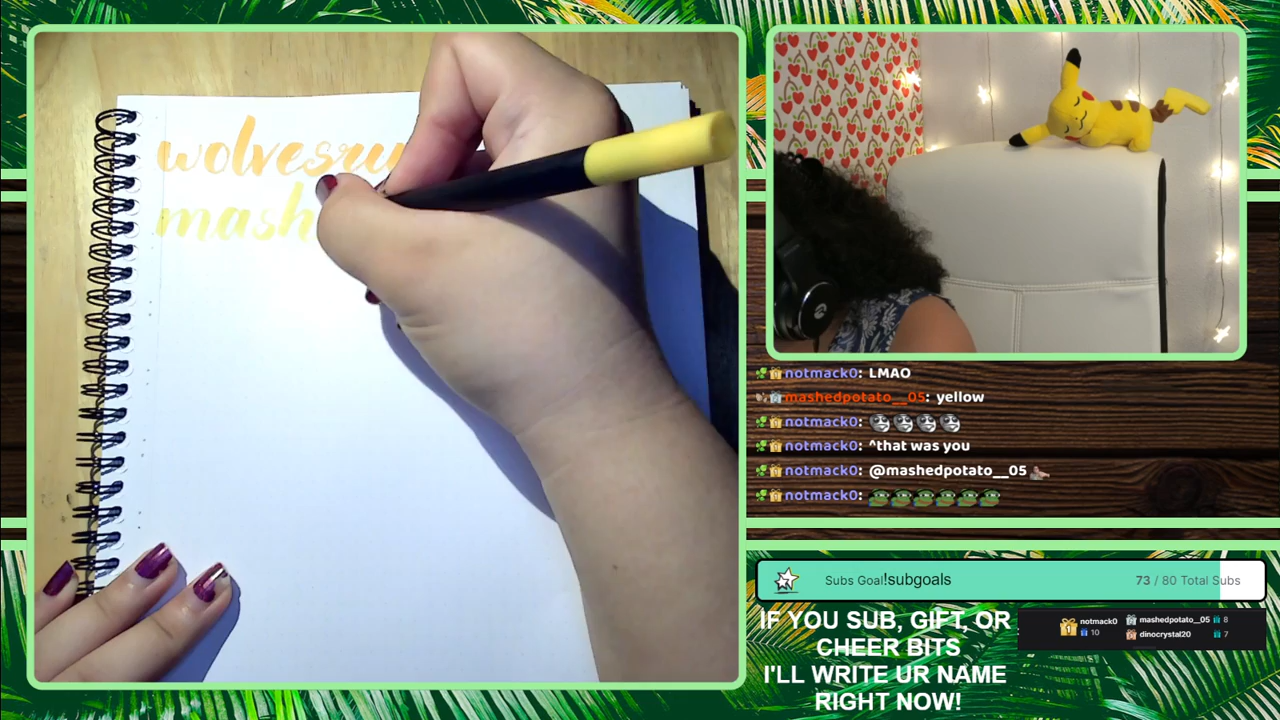 wolvesru
mash
notmack0: LMAO
mashedpotato__05: yellow
notmack0:
notmack0: ^that was you
notmack0: @mashedpotato__05
notmack0:
Subs Goal!subgoals 73 / 80 Total Subs
IF YOU SUB, GIFT, OR
CHEER BITS
I'LL WRITE UR NAME
RIGHT NOW!
1 notmack0 10
mashedpotato__05 8
dinocrystal20 7